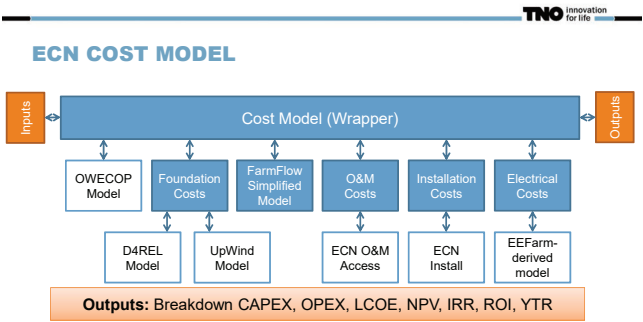 TNO innovation
for life
ECN COST MODEL
Inputs
Cost Model (Wrapper)
Outputs
OWECOP
Model
Foundation
Costs
FarmFlow
Simplified
Model
O&M
Costs
Installation
Costs
Electrical
Costs
D4REL
Model
UpWind
Model
ECN O&M
Access
ECN
Install
EEFarm-
derived
model
Outputs: Breakdown CAPEX, OPEX, LCOE, NPV, IRR, ROI, YTR